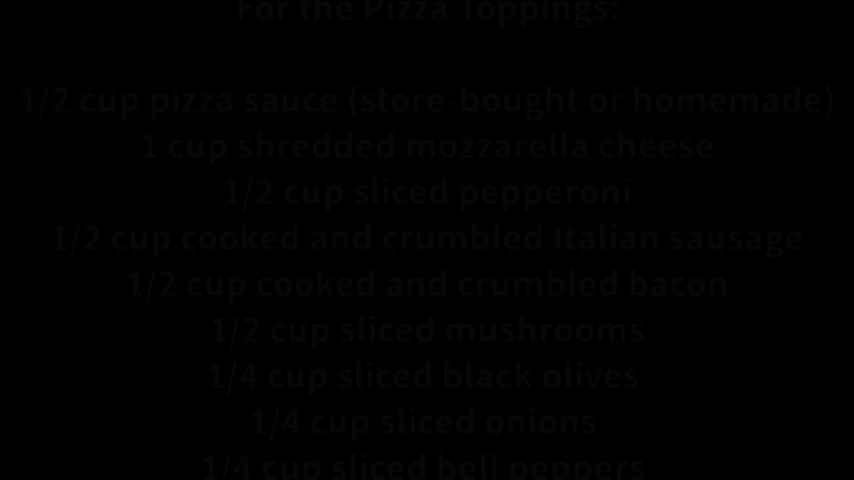 For the Pizza Toppings:
1/2 cup pizza sauce (store-bought or homemade)
1 cup shredded mozzarella cheese
1/2 cup sliced pepperoni
1/2 cup cooked and crumbled Italian sausage
1/2 cup cooked and crumbled bacon
1/2 cup sliced mushrooms
1/4 cup sliced black olives
1/4 cup sliced onions
1/4 cup sliced bell peppers